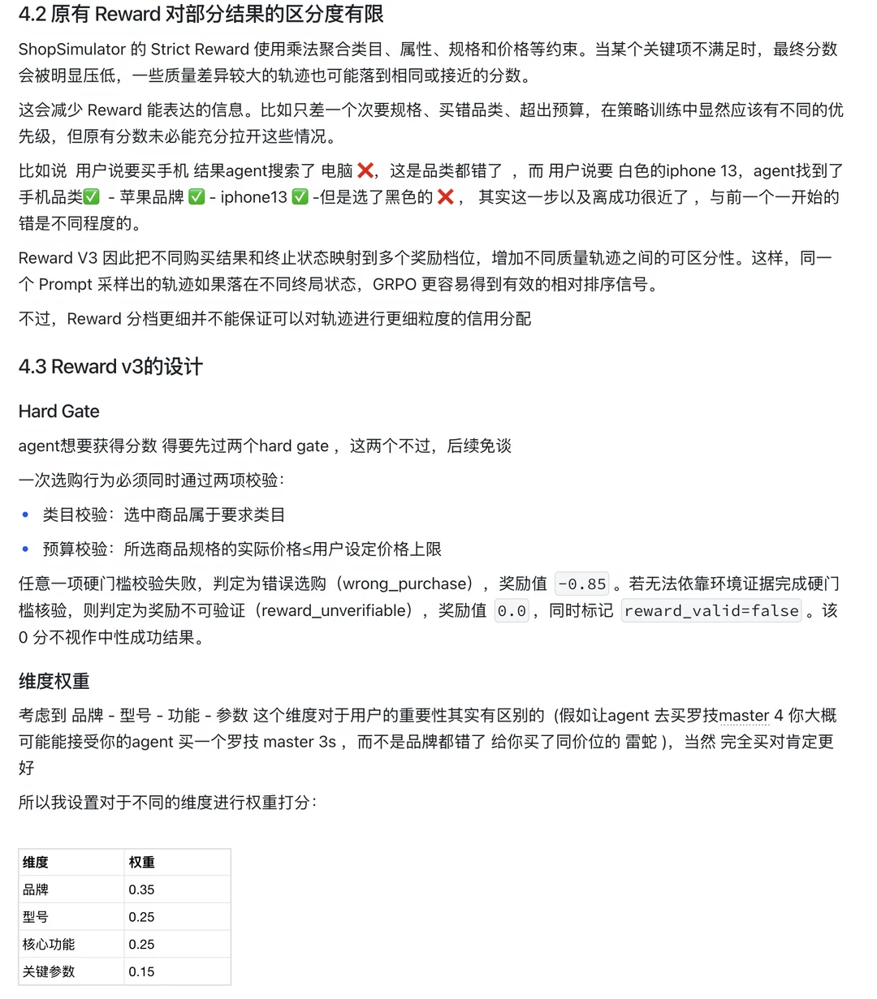 4.2 原有 Reward 对部分结果的区分度有限
ShopSimulator 的 Strict Reward 使用乘法聚合类目、属性、规格和价格等约束。当某个关键项不满足时，最终分数
会被明显压低，一些质量差异较大的轨迹也可能落到相同或接近的分数。
这会减少 Reward 能表达的信息。比如只差一个次要规格、买错品类、超出预算，在策略训练中显然应该有不同的优
先级，但原有分数未必能充分拉开这些情况。
比如说 用户说要买手机 结果agent搜索了 电脑 ❌，这是品类都错了 ，而 用户说要 白色的iphone 13，agent找到了
手机品类✅ - 苹果品牌 ✅ - iphone13 ✅ -但是选了黑色的 ❌ ， 其实这一步以及离成功很近了 ，与前一个一开始的
错是不同程度的。
Reward V3 因此把不同购买结果和终止状态映射到多个奖励档位，增加不同质量轨迹之间的可区分性。这样，同一
个 Prompt 采样出的轨迹如果落在不同终局状态，GRPO 更容易得到有效的相对排序信号。
不过，Reward 分档更细并不能保证可以对轨迹进行更细粒度的信用分配
4.3 Reward v3的设计
Hard Gate
agent想要获得分数 得要先过两个hard gate ，这两个不过，后续免谈
一次选购行为必须同时通过两项校验：
• 类目校验：选中商品属于要求类目
• 预算校验：所选商品规格的实际价格≤用户设定价格上限
任意一项硬门槛校验失败，判定为错误选购（wrong_purchase），奖励值 -0.85 。若无法依靠环境证据完成硬门
槛核验，则判定为奖励不可验证（reward_unverifiable），奖励值 0.0 ，同时标记 reward_valid=false 。该
0 分不视作中性成功结果。
维度权重
考虑到 品牌 - 型号 - 功能 - 参数 这个维度对于用户的重要性其实有区别的 (假如让agent 去买罗技master 4 你大概
可能能接受你的agent 买一个罗技 master 3s ，而不是品牌都错了 给你买了同价位的 雷蛇 )，当然 完全买对肯定更
好
所以我设置对于不同的维度进行权重打分：
维度 权重
品牌 0.35
型号 0.25
核心功能 0.25
关键参数 0.15